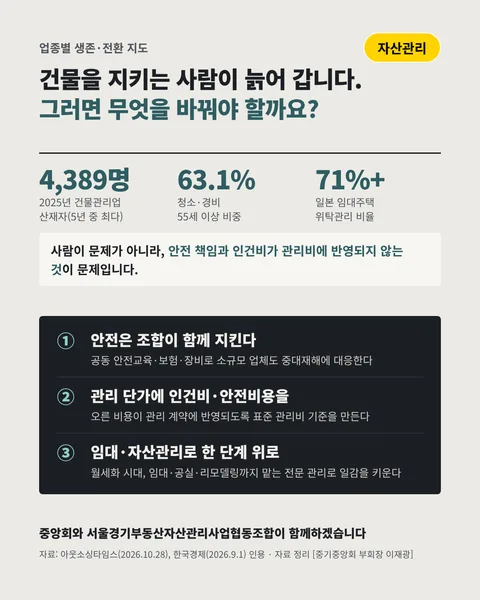 업종별 생존·전환 지도
자산관리
건물을 지키는 사람이 늙어 갑니다.
그러면 무엇을 바꿔야 할까요?
4,389명
2025년 건물관리업
산재자(5년 중 최다)
63.1%
청소·경비
55세 이상 비중
71%+
일본 임대주택
위탁관리 비율
사람이 문제가 아니라, 안전 책임과 인건비가 관리비에 반영되지 않는
것이 문제입니다.
① 안전은 조합이 함께 지킨다
공동 안전교육·보험·장비로 소규모 업체도 중대재해에 대응한다
② 관리 단가에 인건비·안전비용을
오른 비용이 관리 계약에 반영되도록 표준 관리비 기준을 만든다
③ 임대·자산관리로 한 단계 위로
월세화 시대, 임대·공실·리모델링까지 맡는 전문 관리로 일감을 키운다
중앙회와 서울경기부동산자산관리사업협동조합이 함께하겠습니다
자료: 아웃소싱타임스(2026.10.28), 한국경제(2026.9.1) 인용 · 자료 정리 [중기중앙회 부회장 이재광]